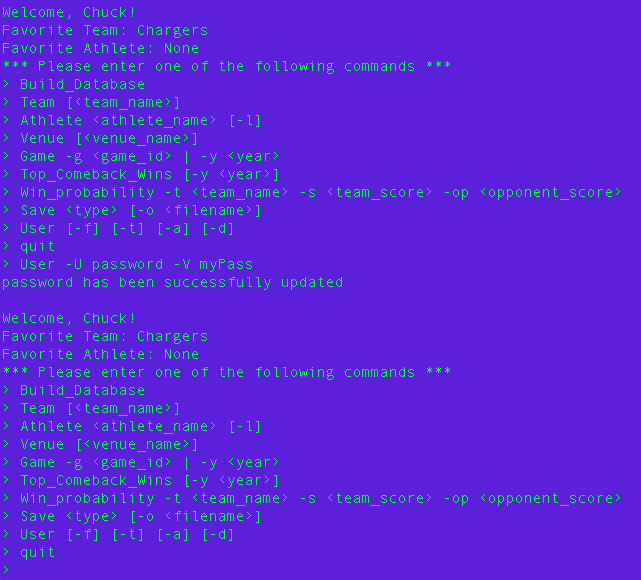 Welcome, Chuck!
Favorite Team: Chargers
Favorite Athlete: None
*** Please enter one of the following commands ***
> Build_Database
> Team [<team_name>]
> Athlete <athlete_name> [-l]
> Venue [<venue_name>]
> Game -g <game_id> | -y <year>
> Top_Comeback_Wins [-y <year>]
> Win_probability -t <team_name> -s <team_score> -op <opponent_score>
> Save <type> [-o <filename>]
> User [-f] [-t] [-a] [-d]
> quit
> User -U password -V myPass
password has been successfully updated
Welcome, Chuck!
Favorite Team: Chargers
Favorite Athlete: None
*** Please enter one of the following commands ***
> Build_Database
> Team [<team_name>]
> Athlete <athlete_name> [-l]
> Venue [<venue_name>]
> Game -g <game_id> | -y <year>
> Top_Comeback_Wins [-y <year>]
> Win_probability -t <team_name> -s <team_score> -op <opponent_score>
> Save <type> [-o <filename>]
> User [-f] [-t] [-a] [-d]
> quit
>